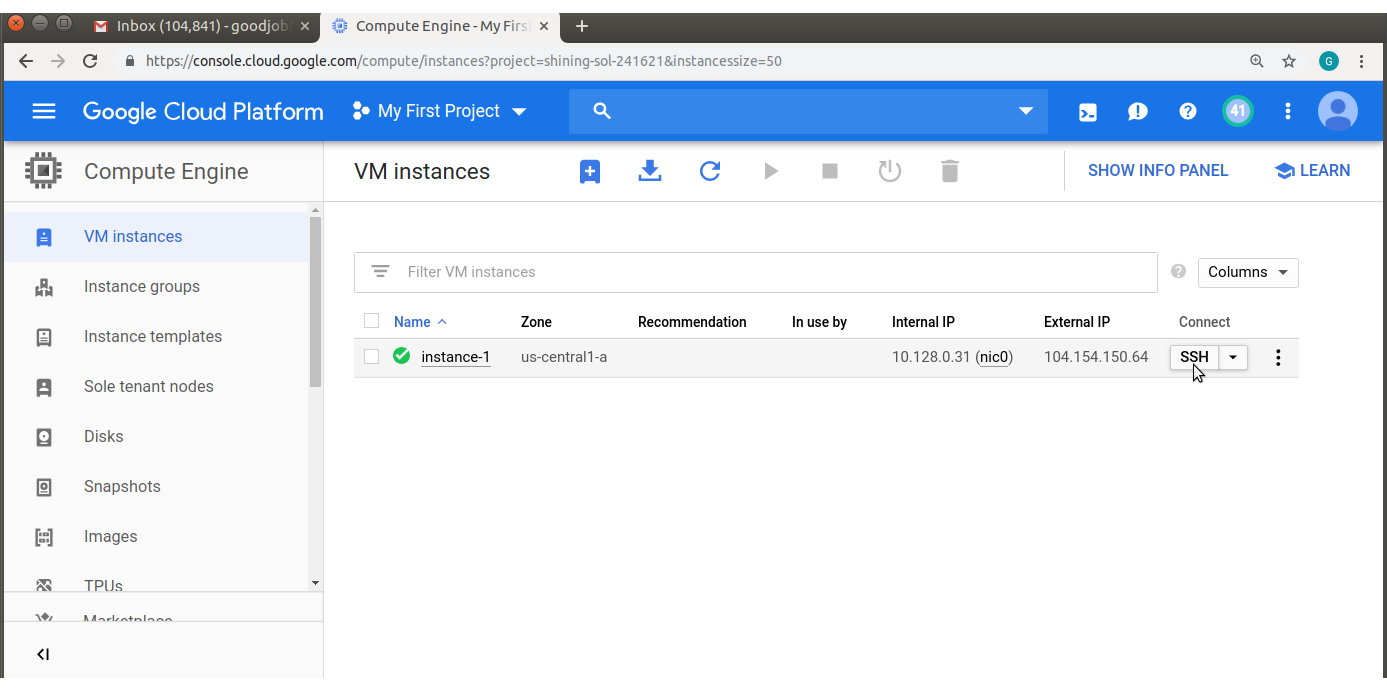 Inbox (104,841) - goodjob
Compute Engine - My Firs
https://console.cloud.google.com/compute/instances?project=shining-sol-241621&instancessize=50
G
Google Cloud Platform
My First Project
41
Compute Engine
VM instances
SHOW INFO PANEL
LEARN
VM instances
Instance groups
Instance templates
Sole tenant nodes
Disks
Snapshots
Images
TPUs
Marketplace
Filter VM instances
Columns
Name Zone Recommendation In use by Internal IP External IP Connect
instance-1 us-central1-a 10.128.0.31 (nic0) 104.154.150.64 SSH